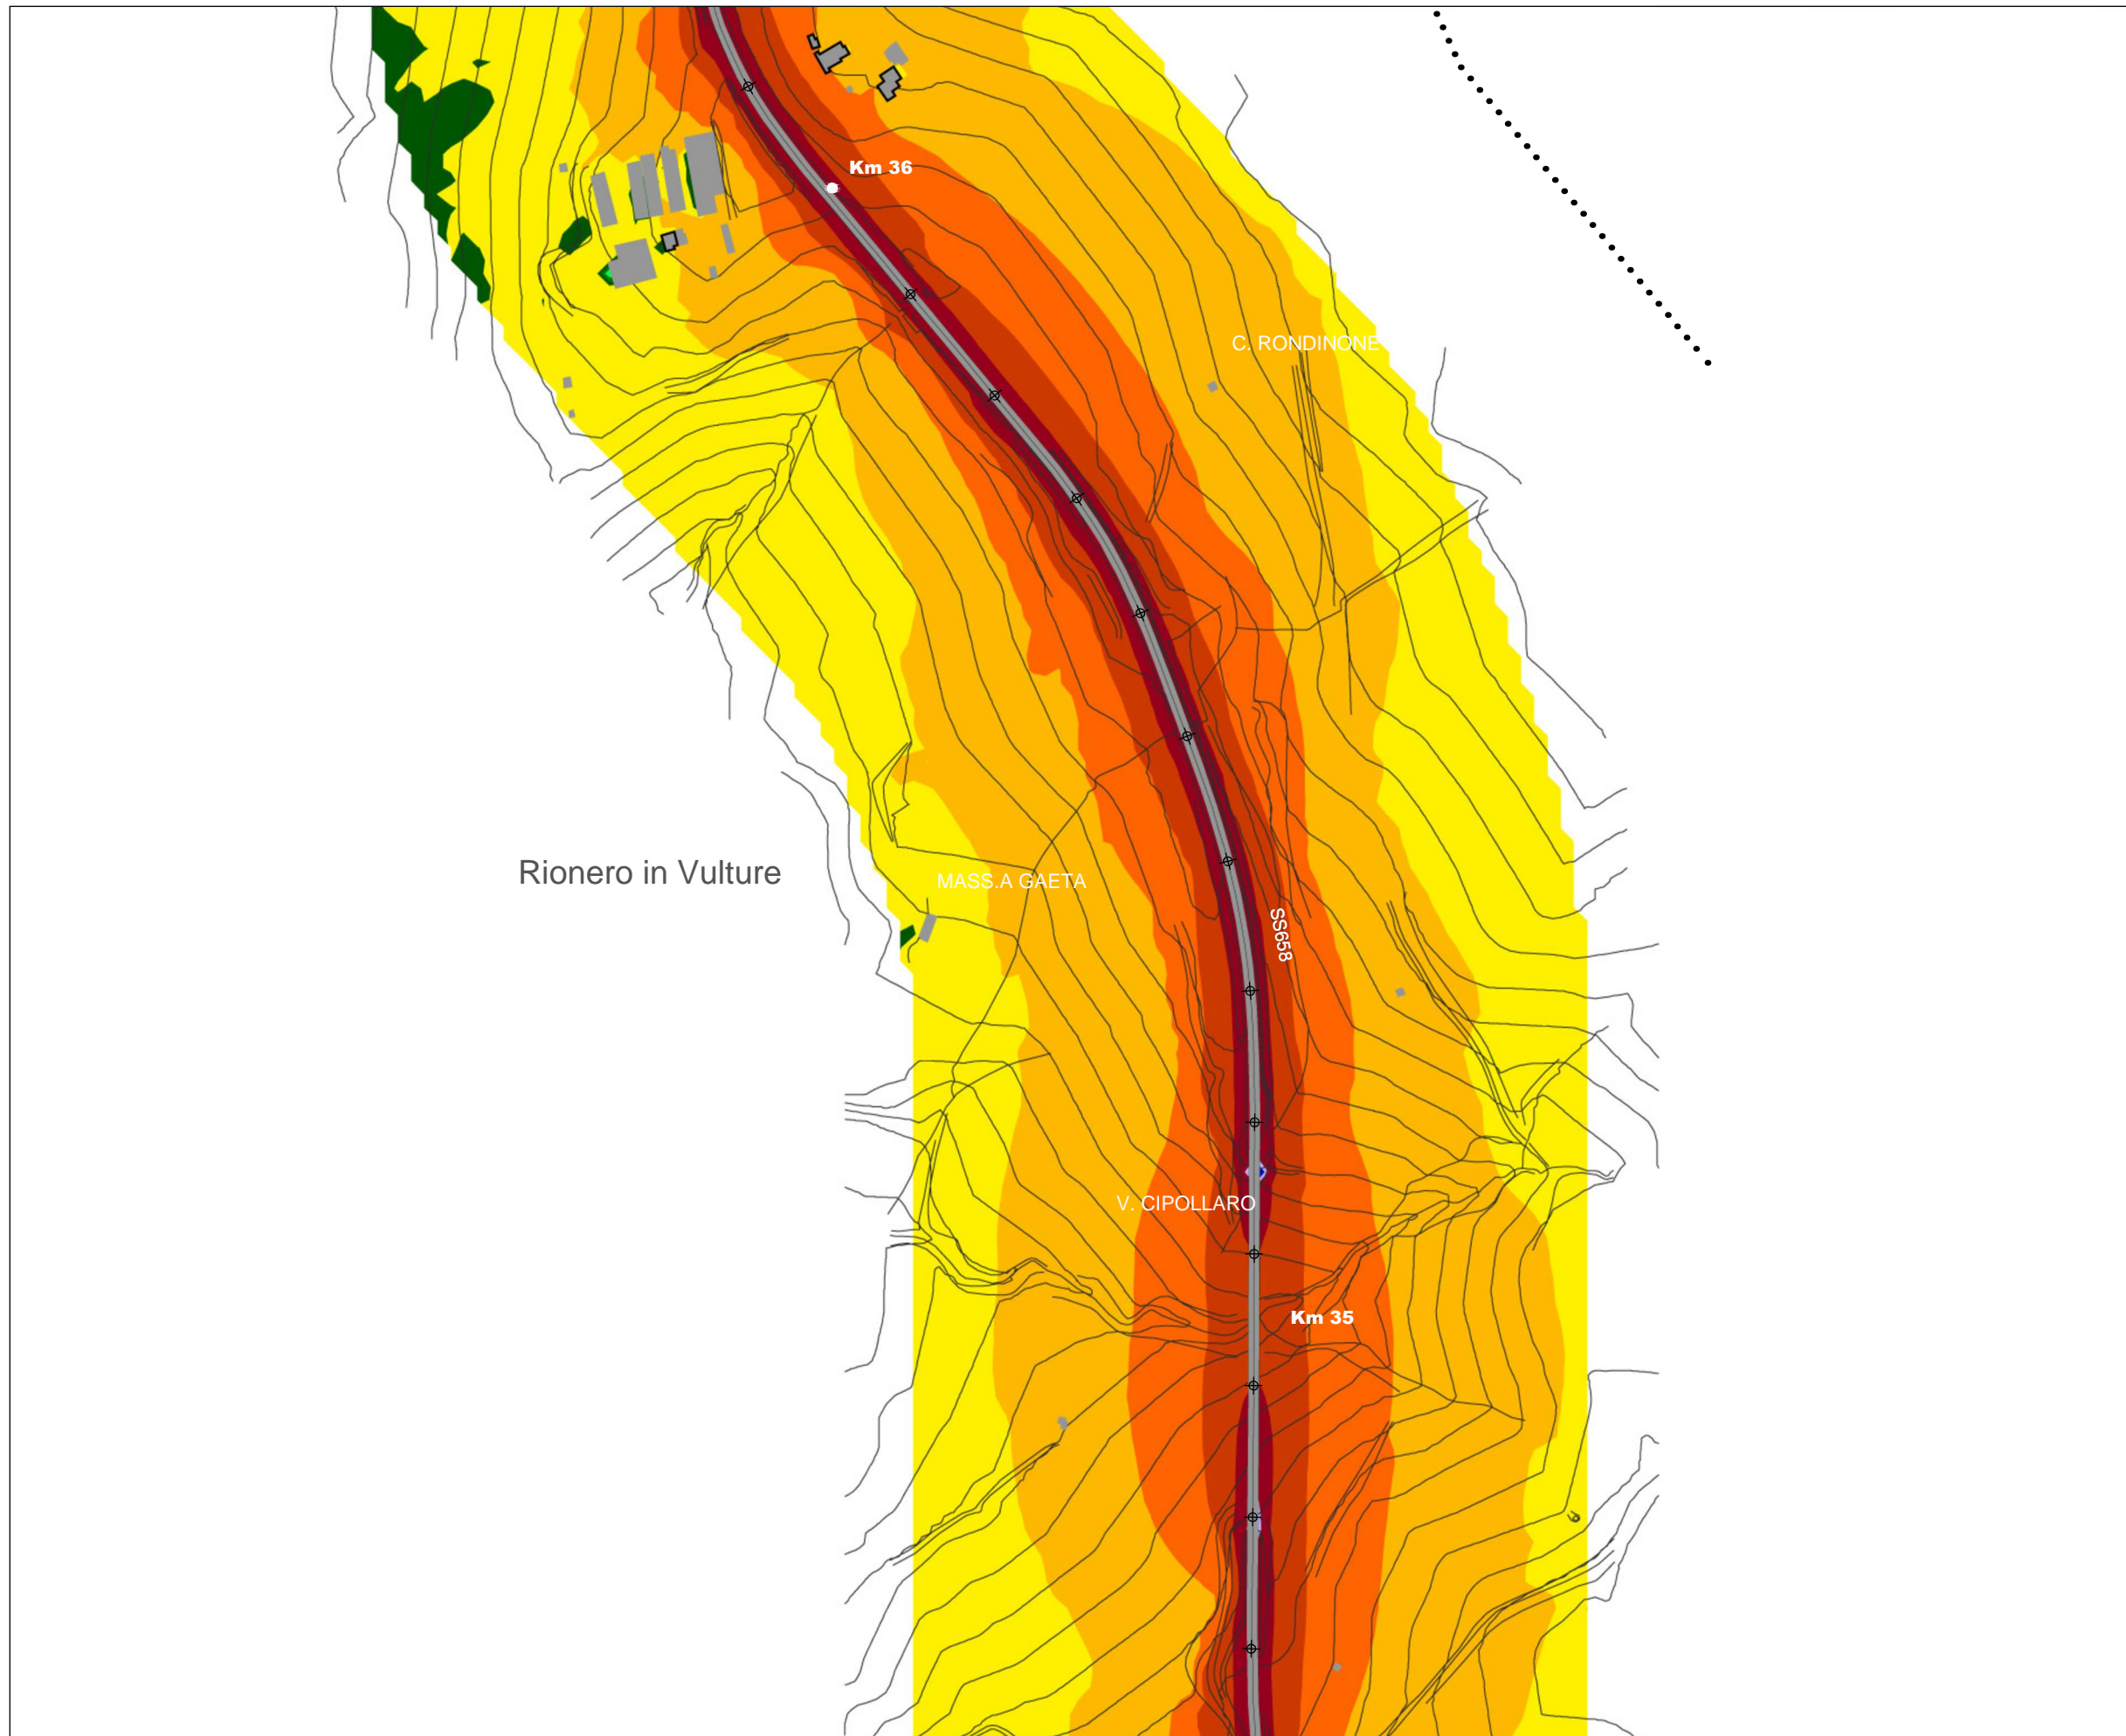 Km 36
C. RONDINONE
Rionero in Vulture
MASS.A GAETA
SS658
V. CIPOLLARO
Km 35